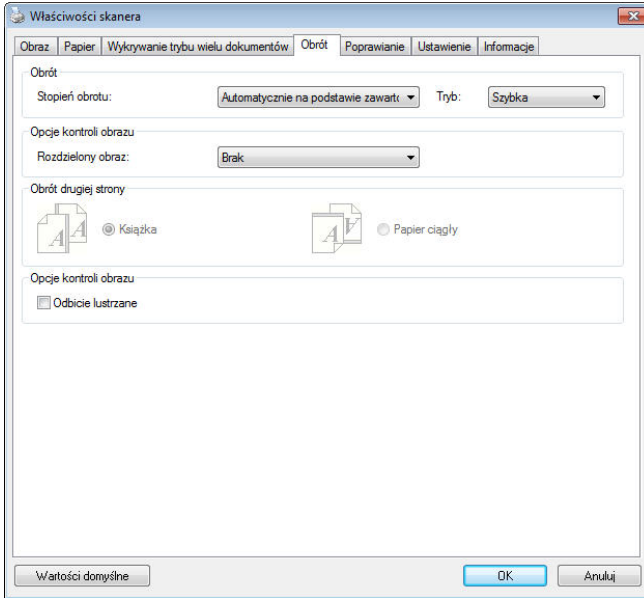 Właściwości skanera
Obraz Papier Wykrywanie trybu wielu dokumentów Obrót Poprawianie Ustawienie Informacje
Obrót
Stopień obrotu: Automatycznie na podstawie zawarto Tryb: Szybka
Opcje kontroli obrazu
Rozdzielony obraz: Brak
Obrót drugiej strony
A A Książka A A Papier ciągły
Opcje kontroli obrazu
Odbicie lustrzane
Wartości domyślne OK Anuluj